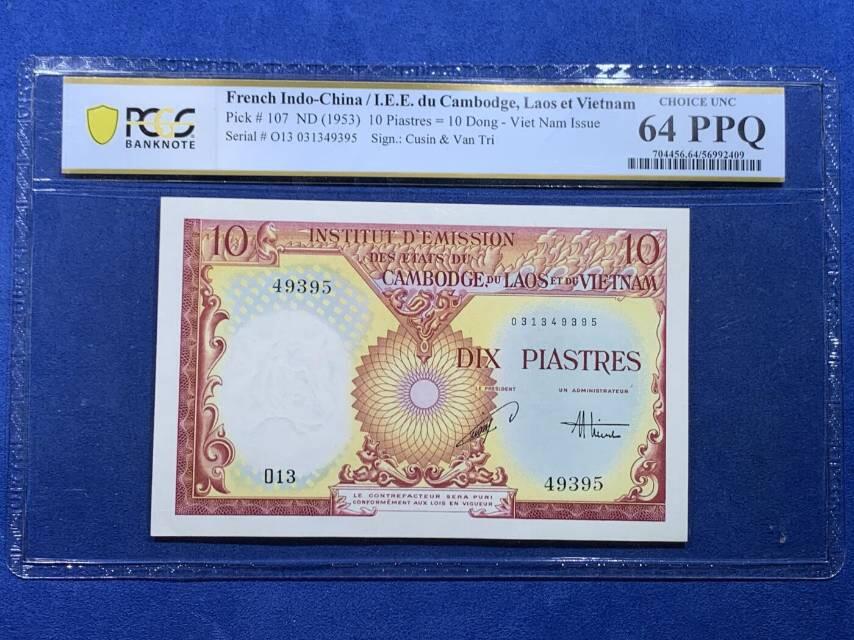 PCGS
BANKNOTE
French Indo-China / I.E.E. du Cambodge, Laos et Vietnam
Pick # 107 ND (1953) 10 Piastres = 10 Dong - Viet Nam Issue
Serial # O13 031349395 Sign.: Cusin & Van Tri
CHOICE UNC
64 PPQ
704456.64/56992409
10
INSTITUT D'EMISSION
DES ETATS DU
CAMBODGE, DU LAOS ET DU VIETNAM
10
49395
031349395
DIX PIASTRES
LE PRÉSIDENT
UN ADMINISTRATEUR
013
49395
LE CONTREFACTEUR SERA PUNI
CONFORMÉMENT AUX LOIS EN VIGUEUR